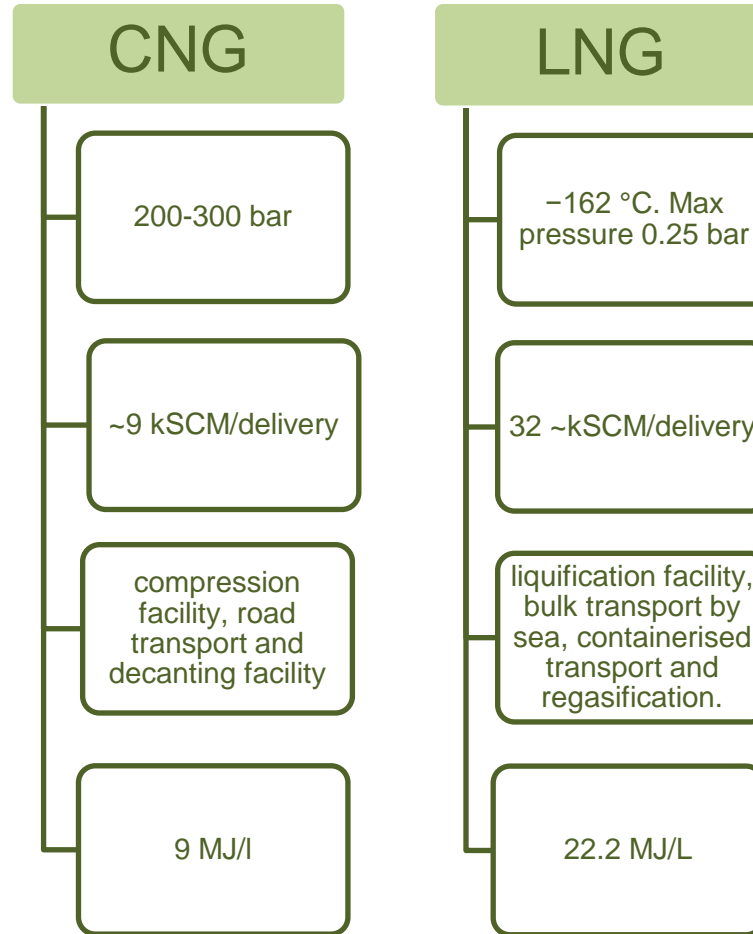 CNG
200-300 bar
~9 kSCM/delivery
compression
facility, road
transport and
decanting facility
9 MJ/l
LNG
−162 °C. Max
pressure 0.25 bar
32 ~kSCM/delivery
liquification facility,
bulk transport by
sea, containerised
transport and
regasification.
22.2 MJ/L